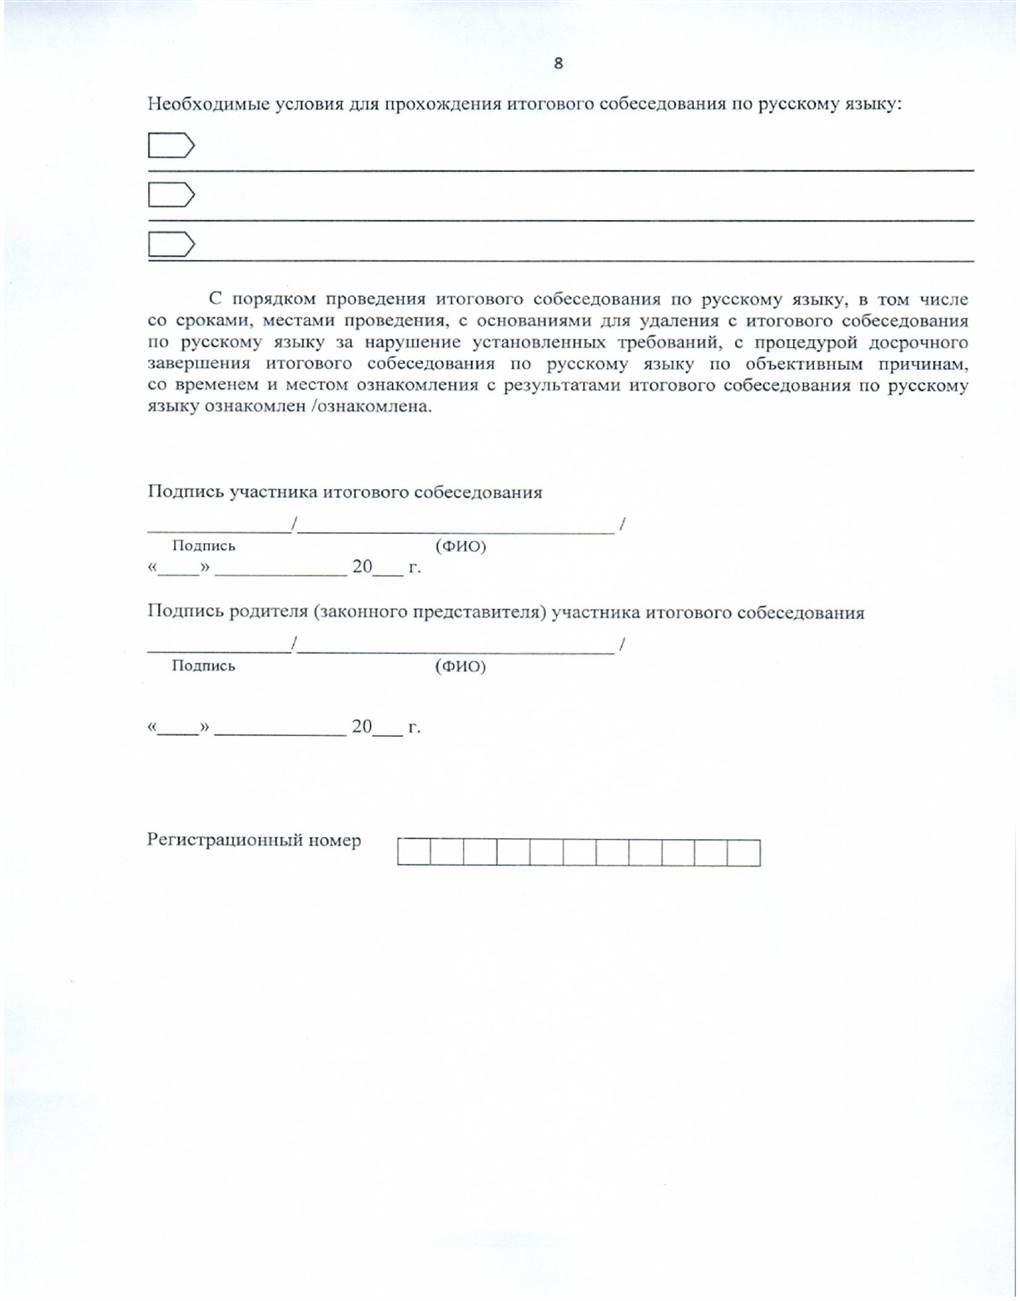 8
Необходимые условия для прохождения итогового собеседования по русскому языку:
С порядком проведения итогового собеседования по русскому языку, в том числе
со сроками, местами проведения, с основаниями для удаления с итогового собеседования
по русскому языку за нарушение установленных требований, с процедурой досрочного
завершения итогового собеседования по русскому языку по объективным причинам,
со временем и местом ознакомления с результатами итогового собеседования по русскому
языку ознакомлен /ознакомлена.
Подпись участника итогового собеседования
______________/_______________________________ /
Подпись (ФИО)
«____» _____________ 20___ г.
Подпись родителя (законного представителя) участника итогового собеседования
______________/_______________________________ /
Подпись (ФИО)
«____» _____________ 20___ г.
Регистрационный номер